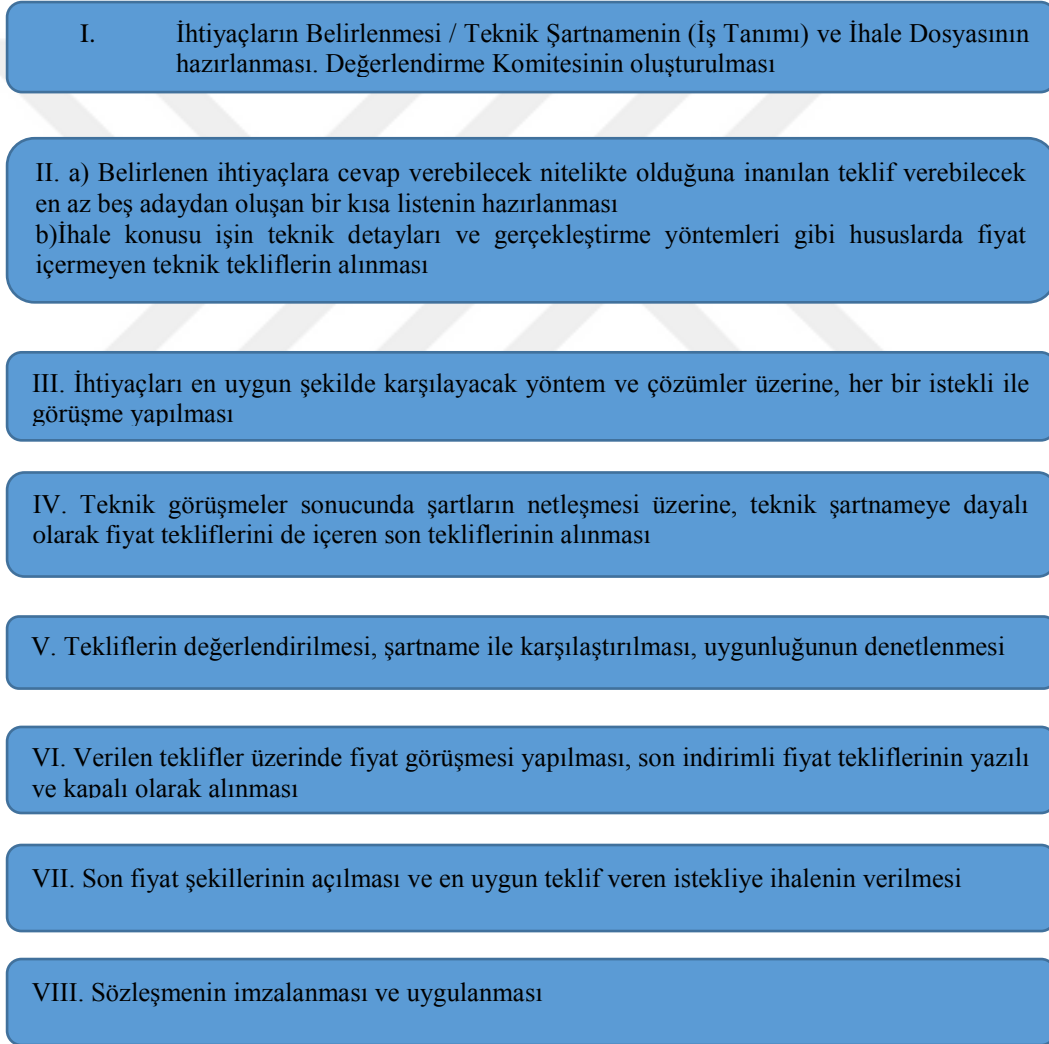 I. İhtiyaçların Belirlenmesi / Teknik Şartnamenin (İş Tanımı) ve İhale Dosyasının
hazırlanması. Değerlendirme Komitesinin oluşturulması
II. a) Belirlenen ihtiyaçlara cevap verebilecek nitelikte olduğuna inanılan teklif verebilecek
en az beş adaydan oluşan bir kısa listenin hazırlanması
b)İhale konusu işin teknik detayları ve gerçekleştirme yöntemleri gibi hususlarda fiyat
içermeyen teknik tekliflerin alınması
III. İhtiyaçları en uygun şekilde karşılayacak yöntem ve çözümler üzerine, her bir istekli ile
görüşme yapılması
IV. Teknik görüşmeler sonucunda şartların netleşmesi üzerine, teknik şartnameye dayalı
olarak fiyat tekliflerini de içeren son tekliflerinin alınması
V. Tekliflerin değerlendirilmesi, şartname ile karşılaştırılması, uygunluğunun denetlenmesi
VI. Verilen teklifler üzerinde fiyat görüşmesi yapılması, son indirimli fiyat tekliflerinin yazılı
ve kapalı olarak alınması
VII. Son fiyat şekillerinin açılması ve en uygun teklif veren istekliye ihalenin verilmesi
VIII. Sözleşmenin imzalanması ve uygulanması